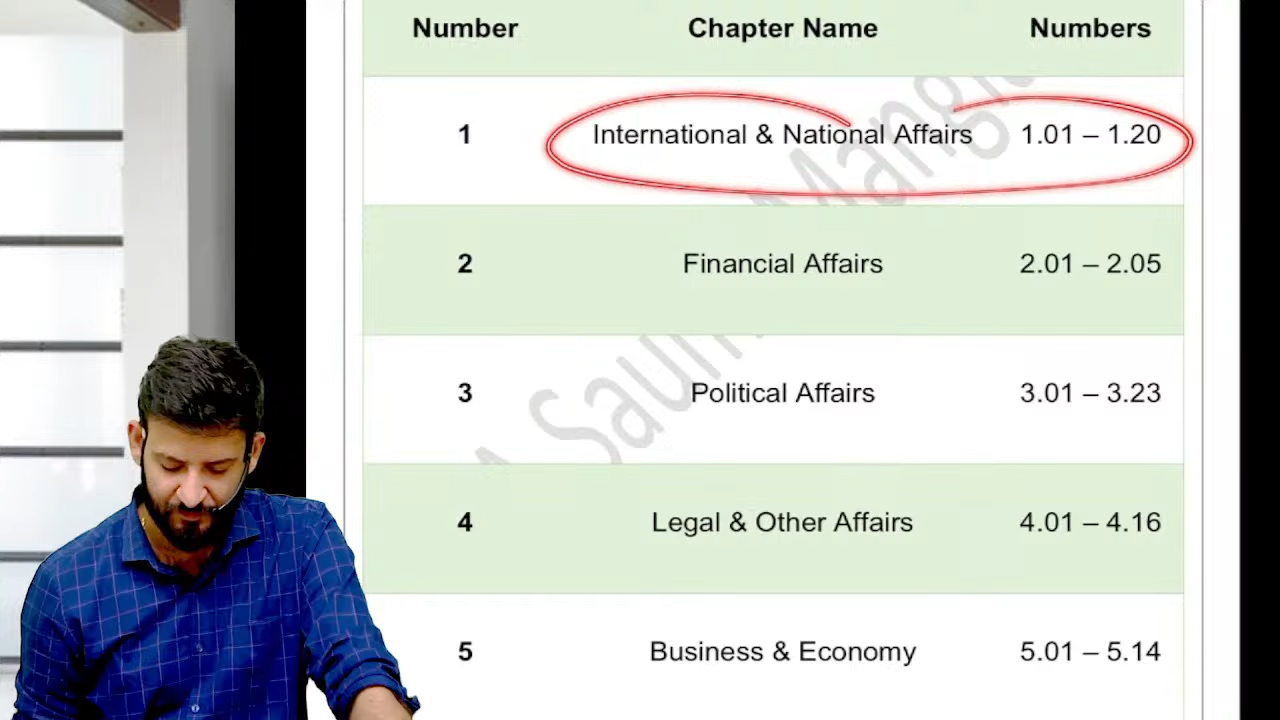 Number Chapter Name Numbers
1 International & National Affairs 1.01 – 1.20
2 Financial Affairs 2.01 – 2.05
3 Political Affairs 3.01 – 3.23
4 Legal & Other Affairs 4.01 – 4.16
5 Business & Economy 5.01 – 5.14